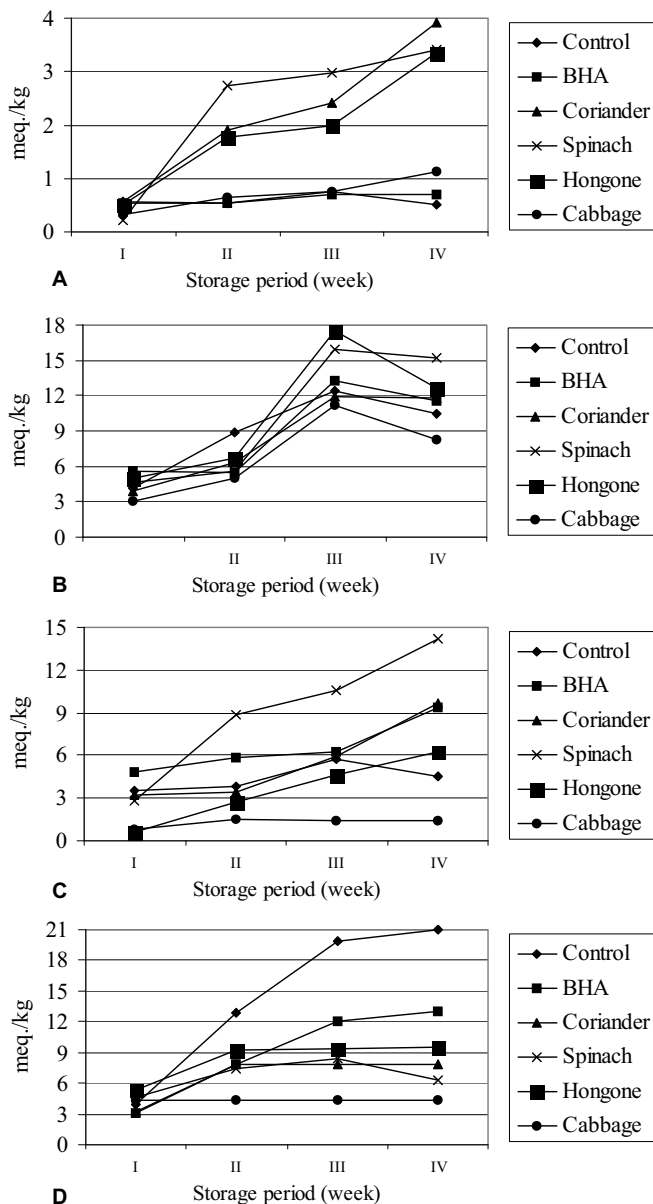 4
3
2
1
0
meq./kg
I II III IV
Storage period (week)
A
Control
BHA
Coriander
Spinach
Hongone
Cabbage
18
15
12
9
6
3
0
meq./kg
II III IV
Storage period (week)
B
Control
BHA
Coriander
Spinach
Hongone
Cabbage
15
12
9
6
3
0
meq./kg
I II III IV
Storage period (week)
C
Control
BHA
Coriander
Spinach
Hongone
Cabbage
21
18
15
12
9
6
3
0
meq./kg
I II III IV
Storage period (week)
D
Control
BHA
Coriander
Spinach
Hongone
Cabbage